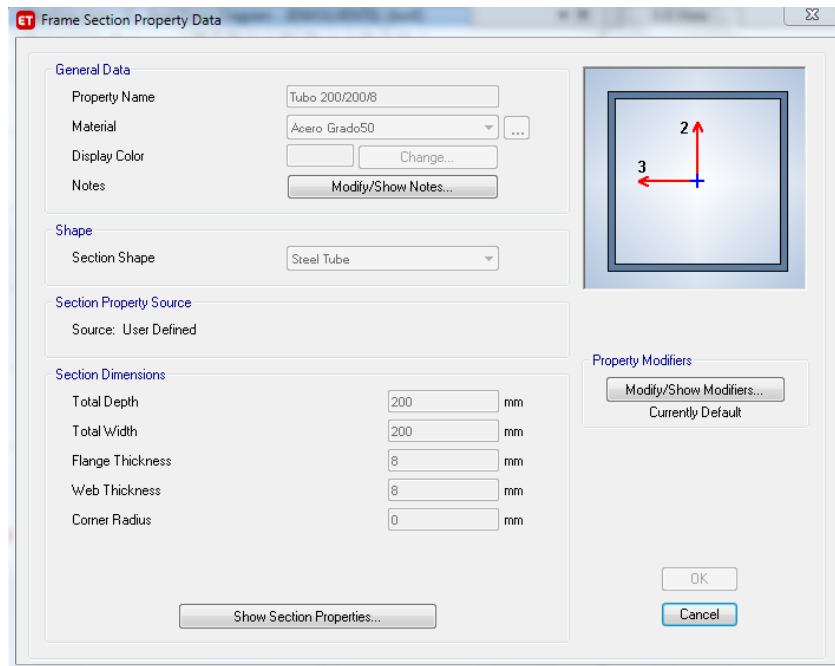 ET Frame Section Property Data
General Data
Property Name Tubo 200/200/8
Material Acero Grado50 ...
Display Color Change...
Notes Modify/Show Notes...
2
3
Shape
Section Shape Steel Tube
Section Property Source
Source: User Defined
Property Modifiers
Modify/Show Modifiers...
Currently Default
Section Dimensions
Total Depth 200 mm
Total Width 200 mm
Flange Thickness 8 mm
Web Thickness 8 mm
Corner Radius 0 mm
Show Section Properties...
OK
Cancel